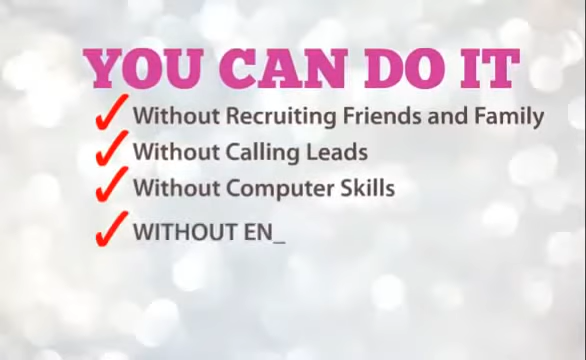 YOU CAN DO IT
Without Recruiting Friends and Family
Without Calling Leads
Without Computer Skills
WITHOUT EN_